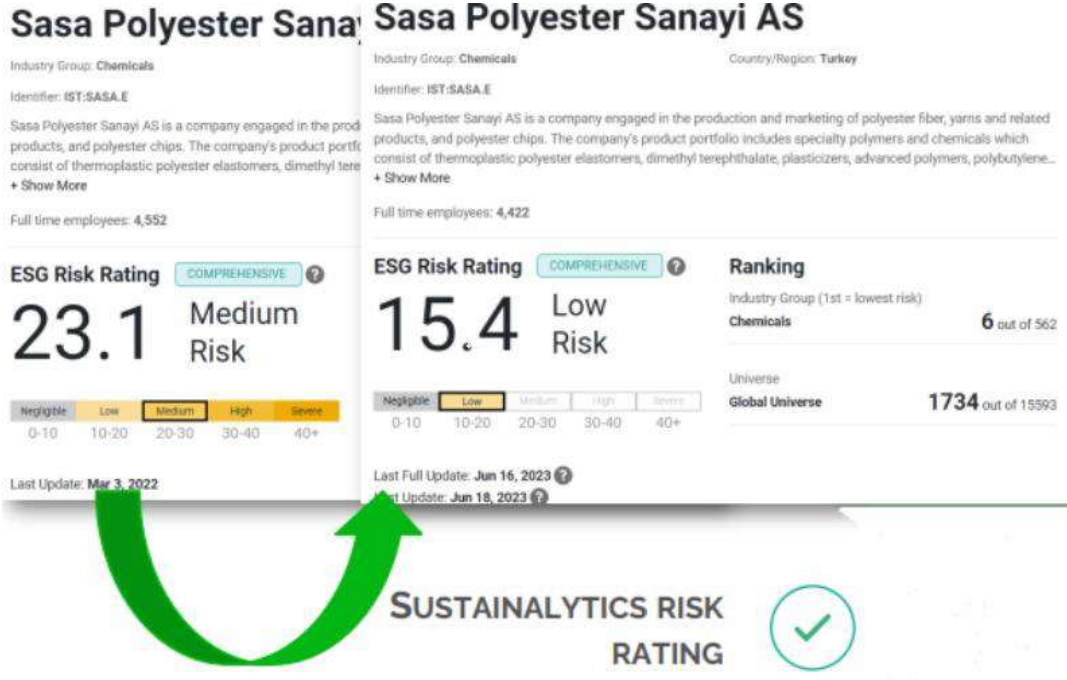 Sasa Polyester Sanay
Industry Group: Chemicals
Identifier: IST:SASA.E
Sasa Polyester Sanayi AS is a company engaged in the prod
products, and polyester chips. The company's product portfo
consist of thermoplastic polyester elastomers, dimethyl tere
+ Show More
Full time employees: 4,552
ESG Risk Rating COMPREHENSIVE ?
23.1 Medium
Risk
Negligible Low Medium High Severe
0-10 10-20 20-30 30-40 40+
Last Update: Mar 3, 2022
Sasa Polyester Sanayi AS
Industry Group: Chemicals Country/Region: Turkey
Identifier: IST:SASA.E
Sasa Polyester Sanayi AS is a company engaged in the production and marketing of polyester fiber, yarns and related
products, and polyester chips. The company's product portfolio includes specialty polymers and chemicals which
consist of thermoplastic polyester elastomers, dimethyl terephthalate, plasticizers, advanced polymers, polybutylene...
+ Show More
Full time employees: 4,422
ESG Risk Rating COMPREHENSIVE ?
15.4 Low
Risk
Negligible Low Medium High Severe
0-10 10-20 20-30 30-40 40+
Last Full Update: Jun 16, 2023 ?
Last Update: Jun 18, 2023 ?
Ranking
Industry Group (1st = lowest risk)
Chemicals 6 out of 562
Universe
Global Universe 1734 out of 15593
SUSTAINALYTICS RISK
RATING